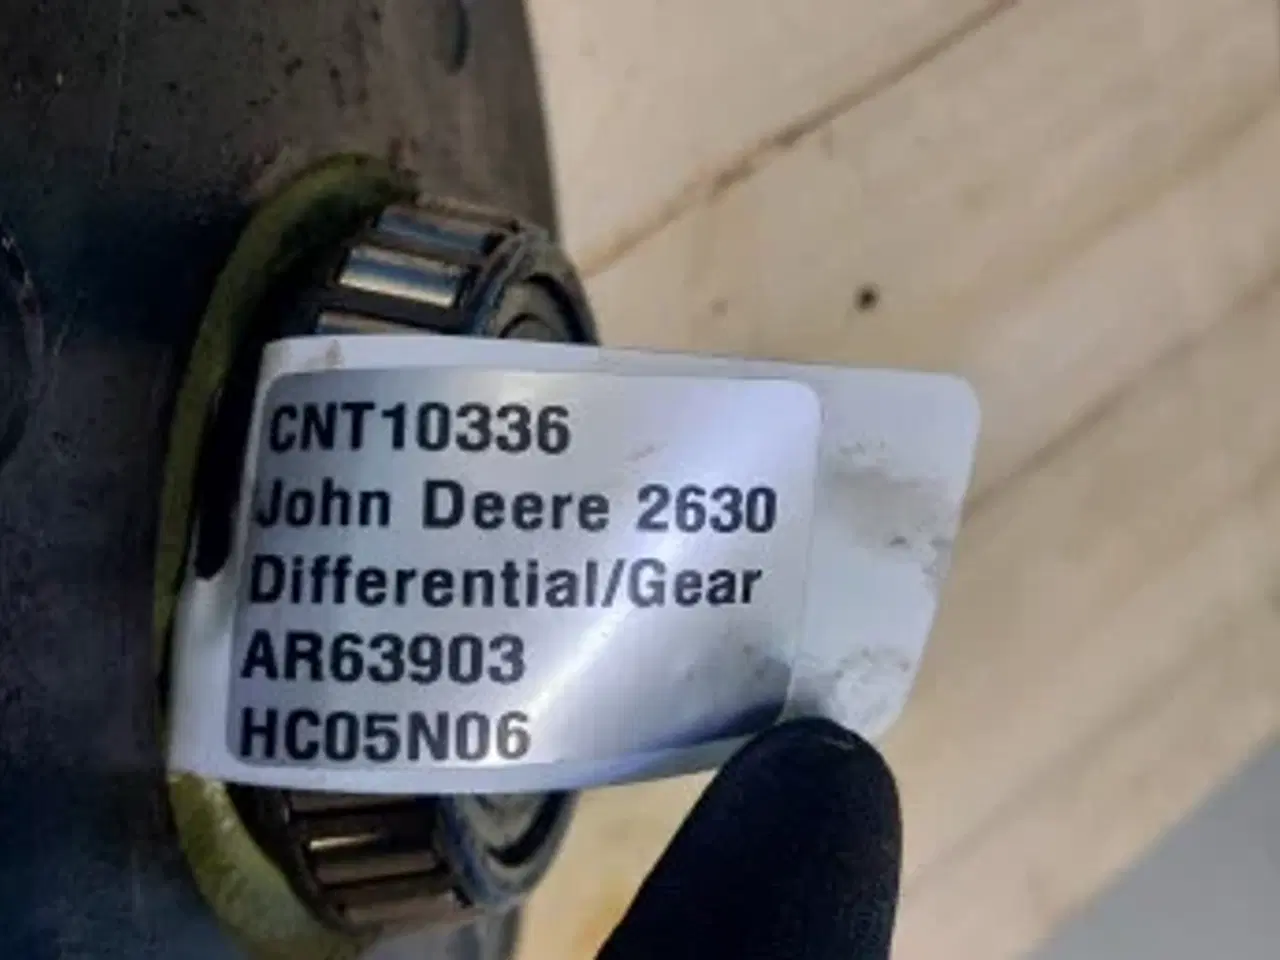 CNT10336
John Deere 2630
Differential/Gear
AR63903
HC05N06